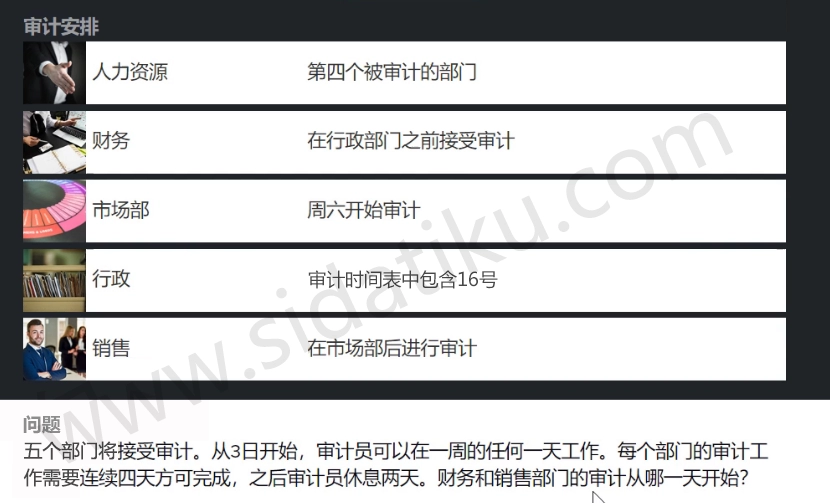 审计安排
人力资源 第四个被审计的部门
财务 在行政部门之前接受审计
市场部 周六开始审计
行政 审计时间表中包含16号
销售 在市场部后进行审计
www.sidatiku.com
问题
五个部门将接受审计。从3日开始，审计员可以在一周的任何一天工作。每个部门的审计工
作需要连续四天方可完成，之后审计员休息两天。财务和销售部门的审计从哪一天开始？